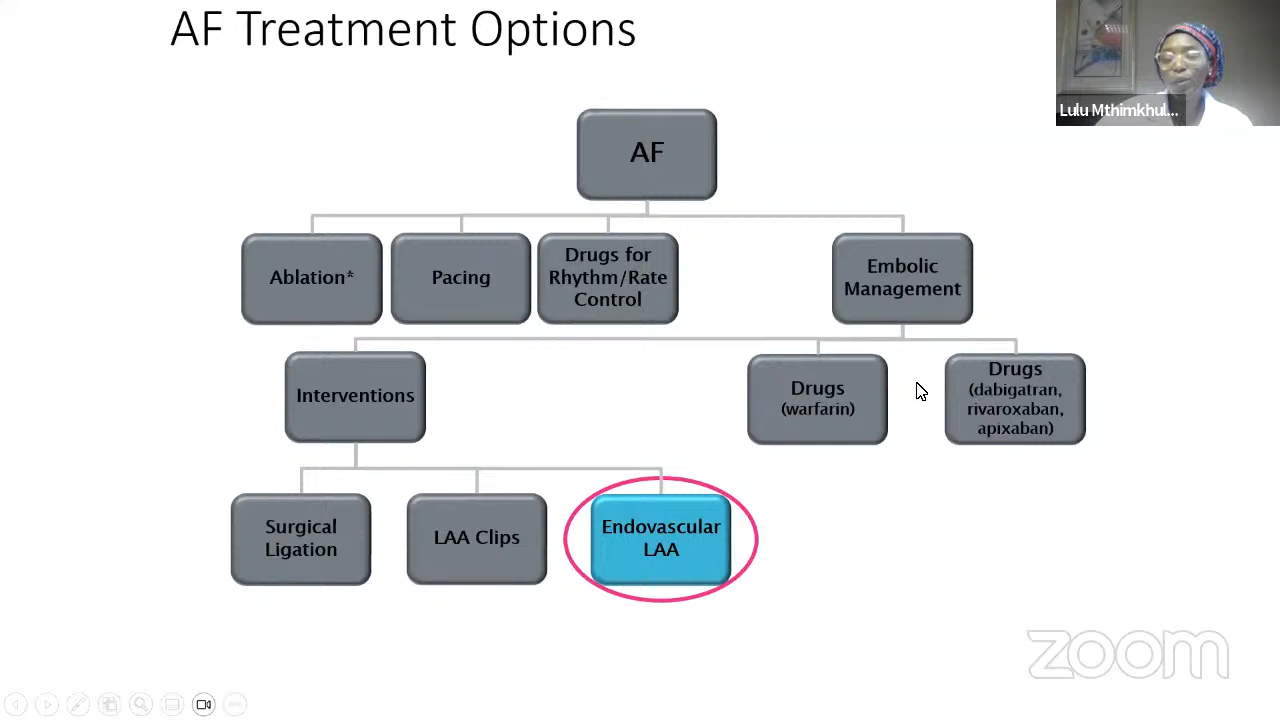 AF Treatment Options
Lulu Mthimkhul...
AF
Ablation*
Pacing
Drugs for
Rhythm/Rate
Control
Embolic
Management
Interventions
Drugs
(warfarin)
Drugs
(dabigatran,
rivaroxaban,
apixaban)
Surgical
Ligation
LAA Clips
Endovascular
LAA
zoom